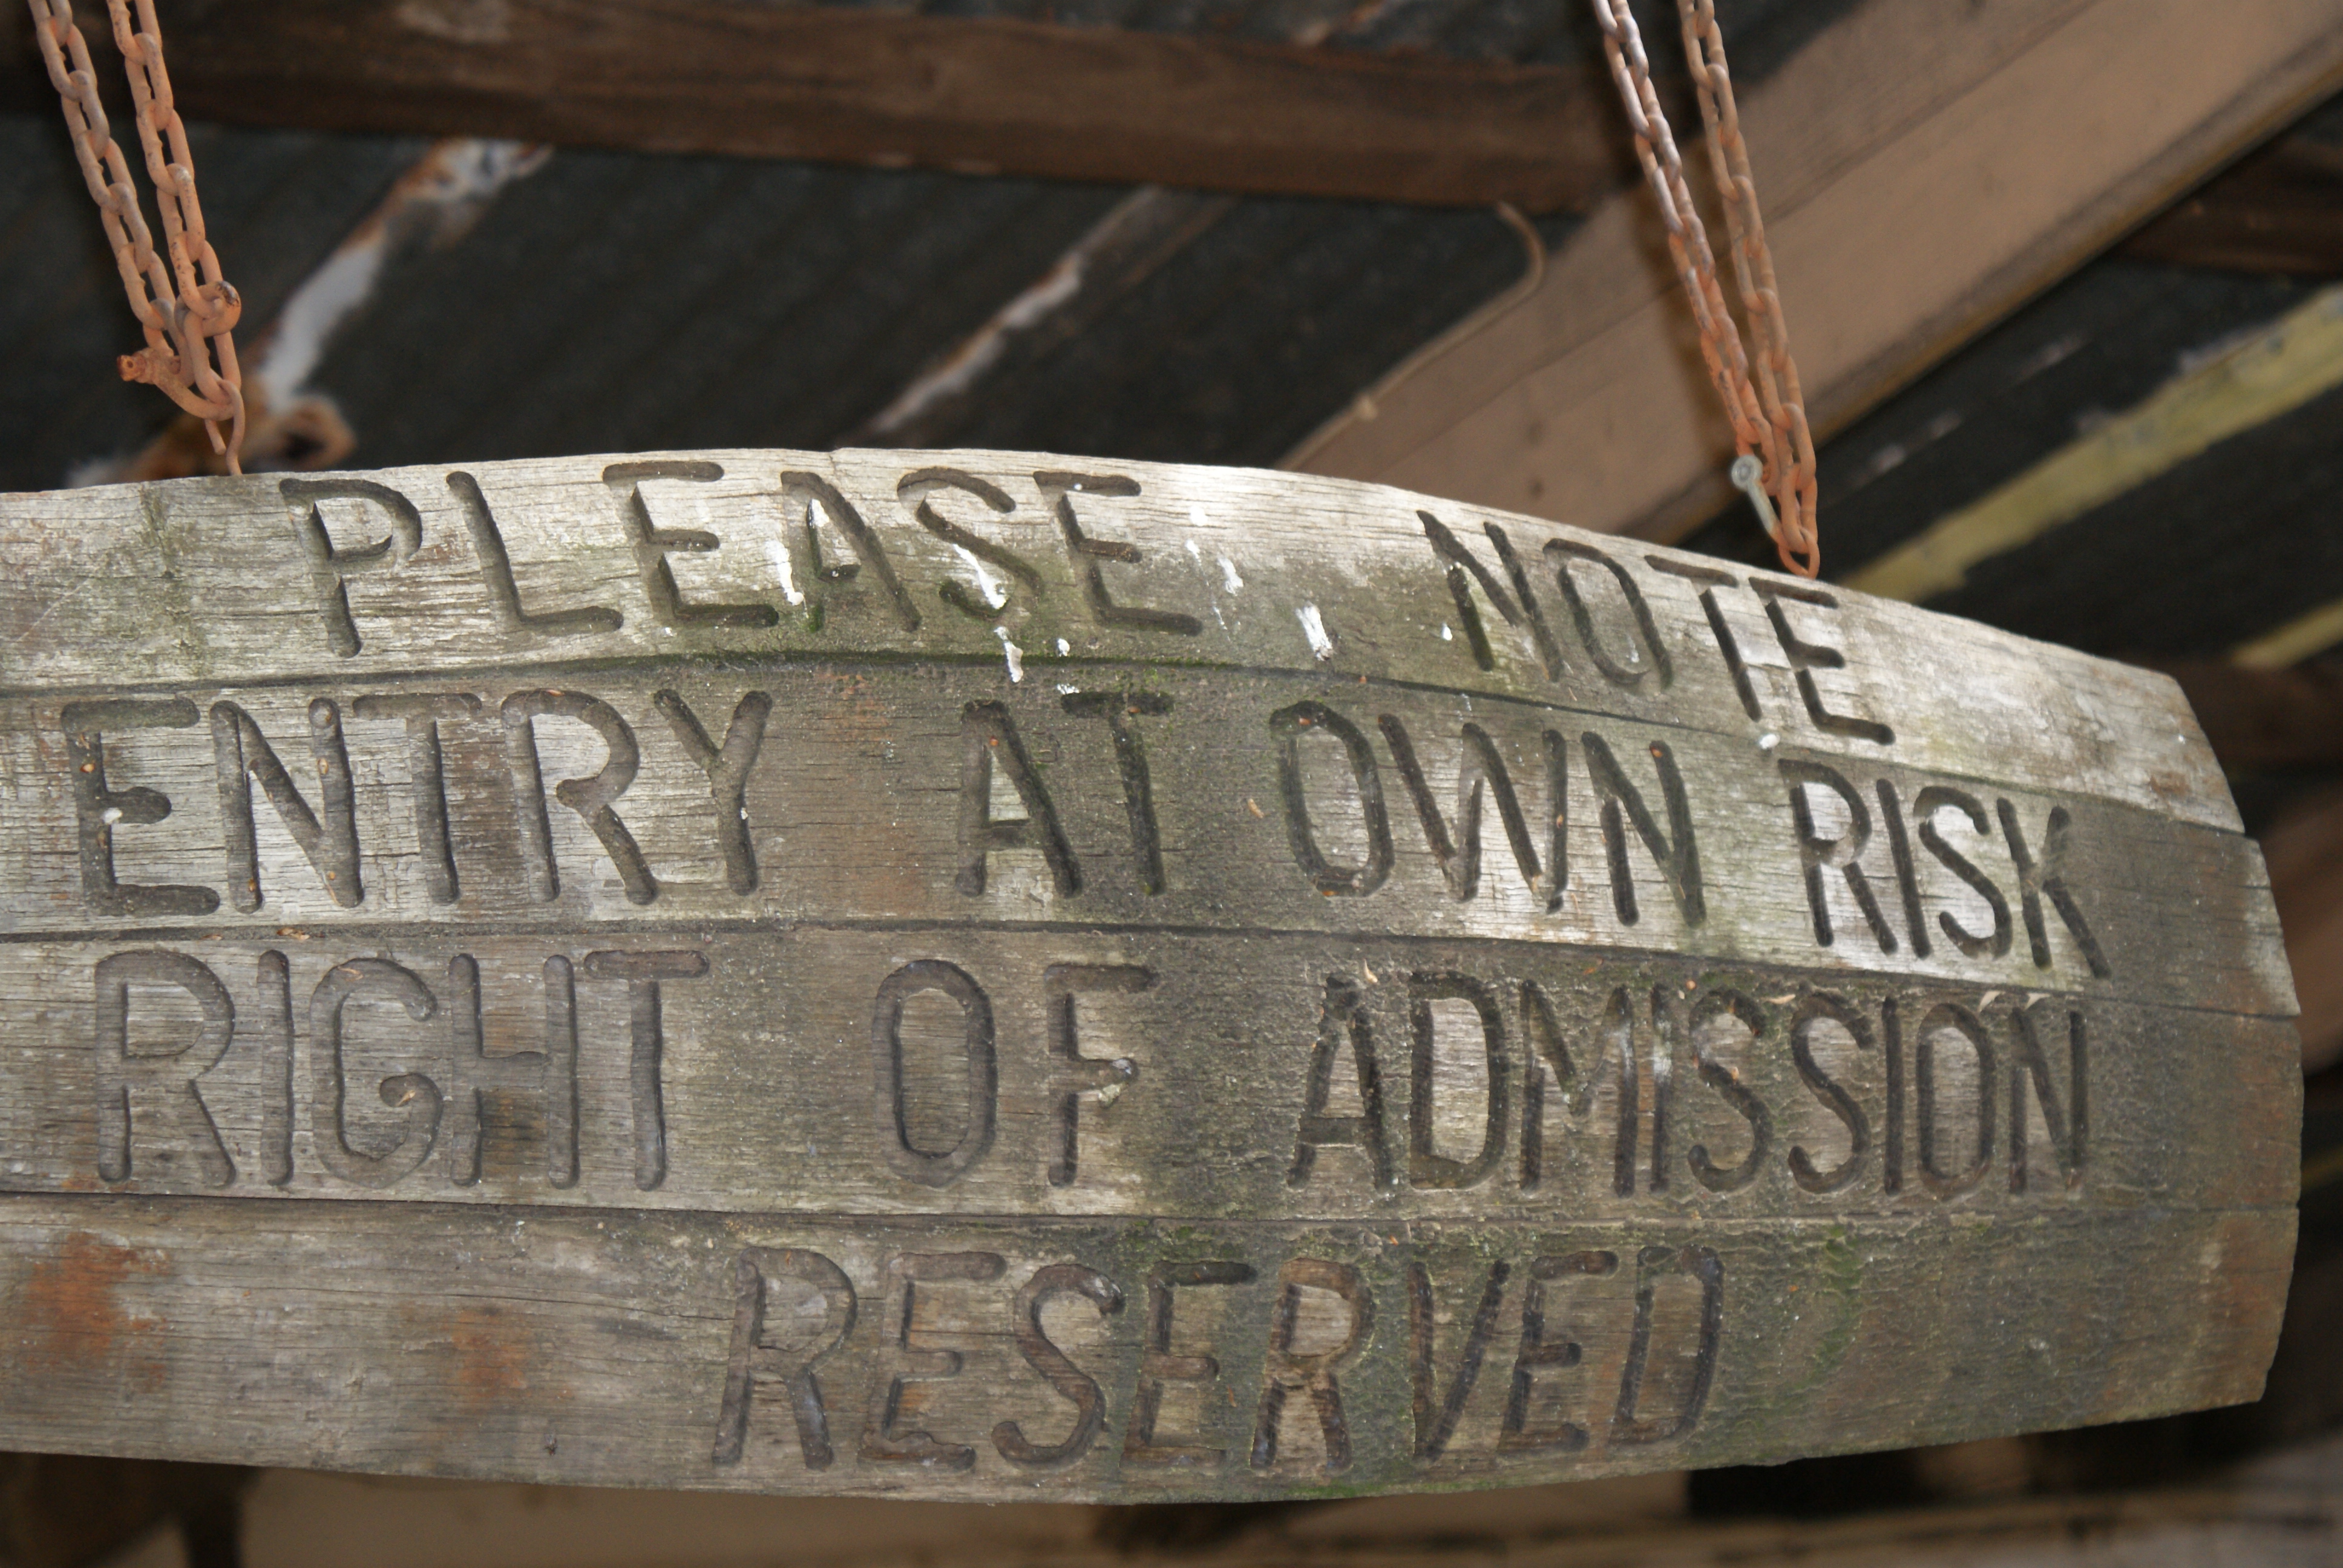 PLEASE NOTE
ENTRY AT OWN RISK
RIGHT OF ADMISSION
RESERVED